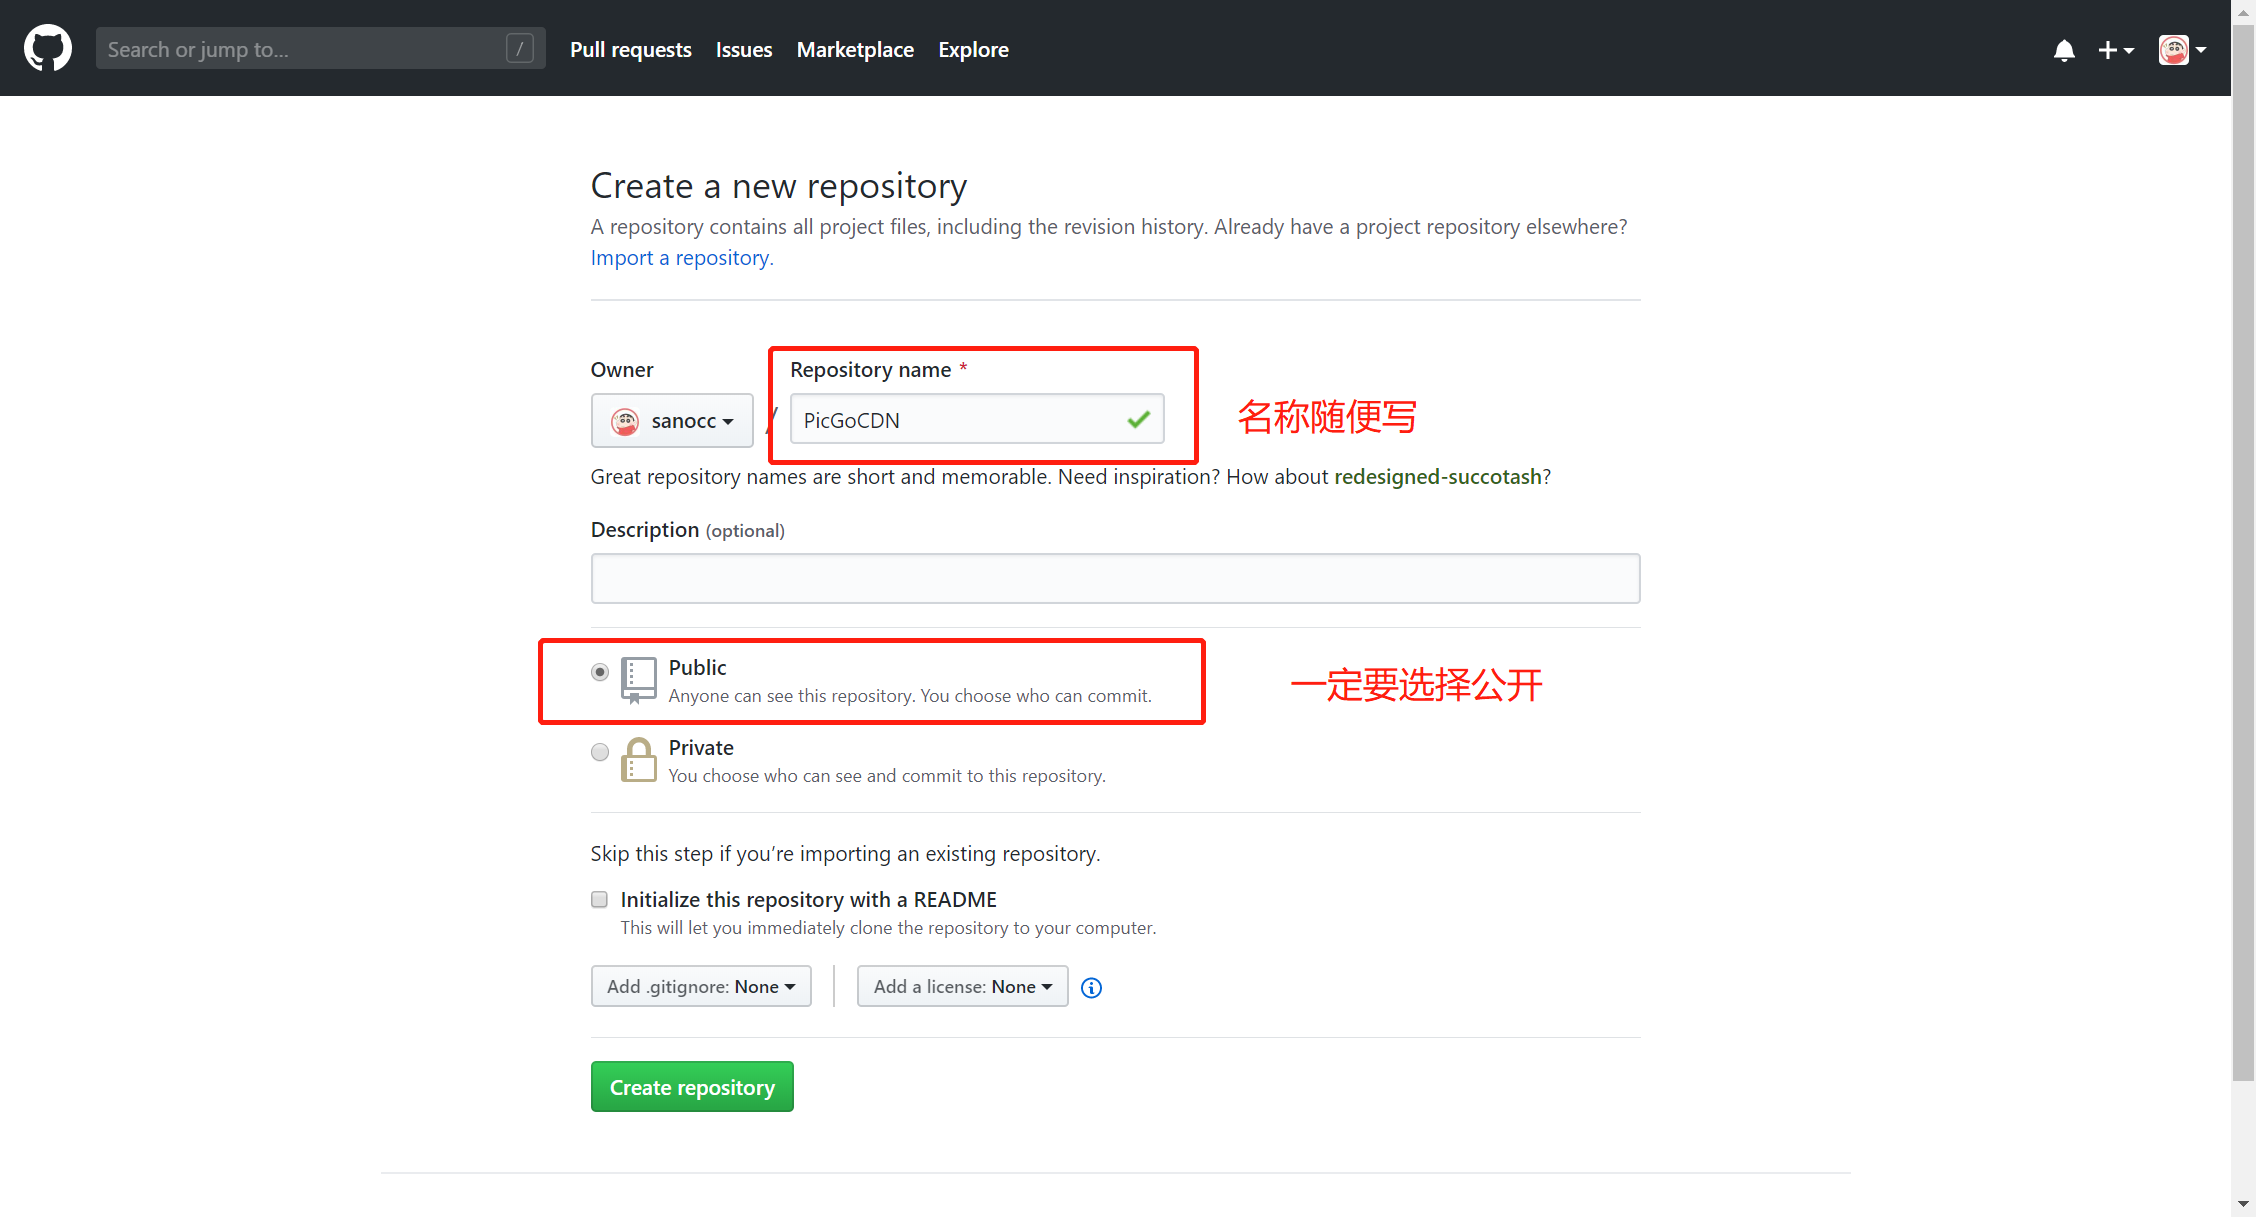 Search or jump to... /
Pull requests Issues Marketplace Explore
Create a new repository
A repository contains all project files, including the revision history. Already have a project repository elsewhere?
Import a repository.
Owner
Repository name *
sanocc / PicGoCDN
名称随便写
Great repository names are short and memorable. Need inspiration? How about redesigned-succotash?
Description (optional)
Public
Anyone can see this repository. You choose who can commit.
一定要选择公开
Private
You choose who can see and commit to this repository.
Skip this step if you’re importing an existing repository.
Initialize this repository with a README
This will let you immediately clone the repository to your computer.
Add .gitignore: None Add a license: None
Create repository